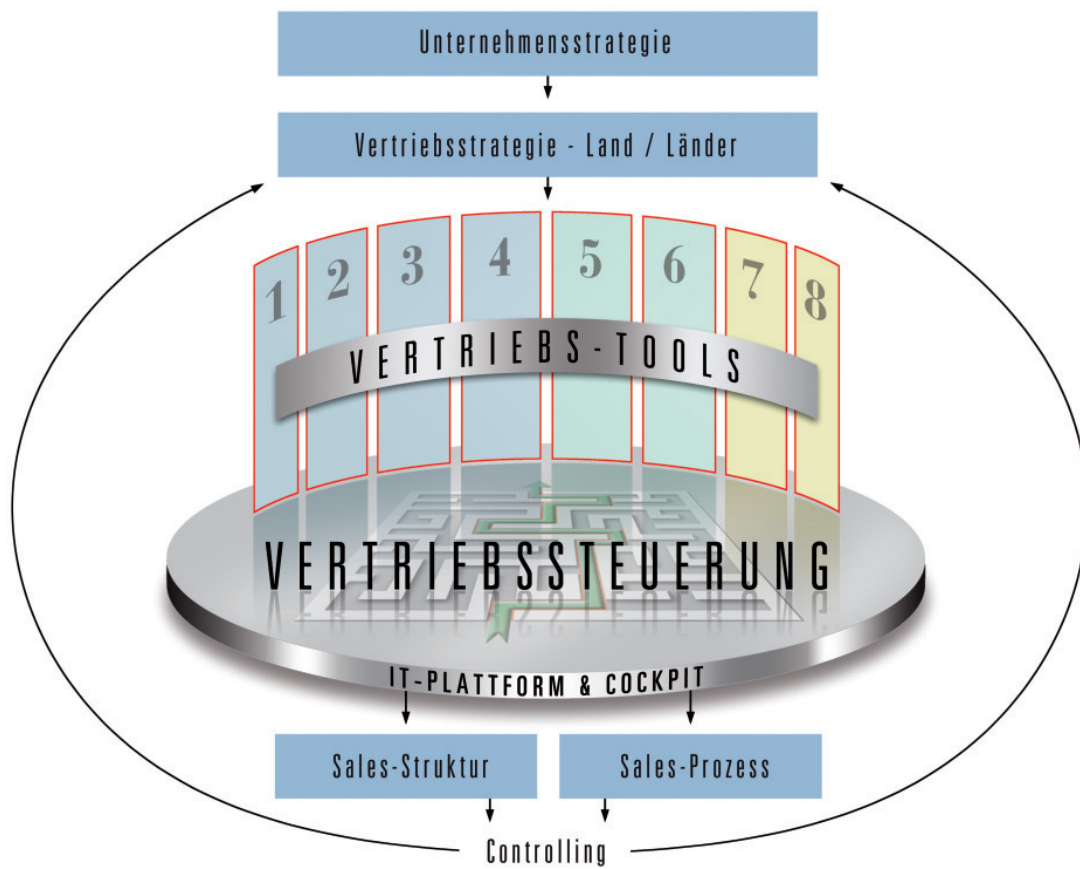 Unternehmensstrategie
Vertriebsstrategie - Land / Länder
1 2 3 4 5 6 7 8
VERTRIEBS-TOOLS
VERTRIEBSSTEUERUNG
IT-PLATTFORM & COCKPIT
Sales-Struktur
Sales-Prozess
Controlling